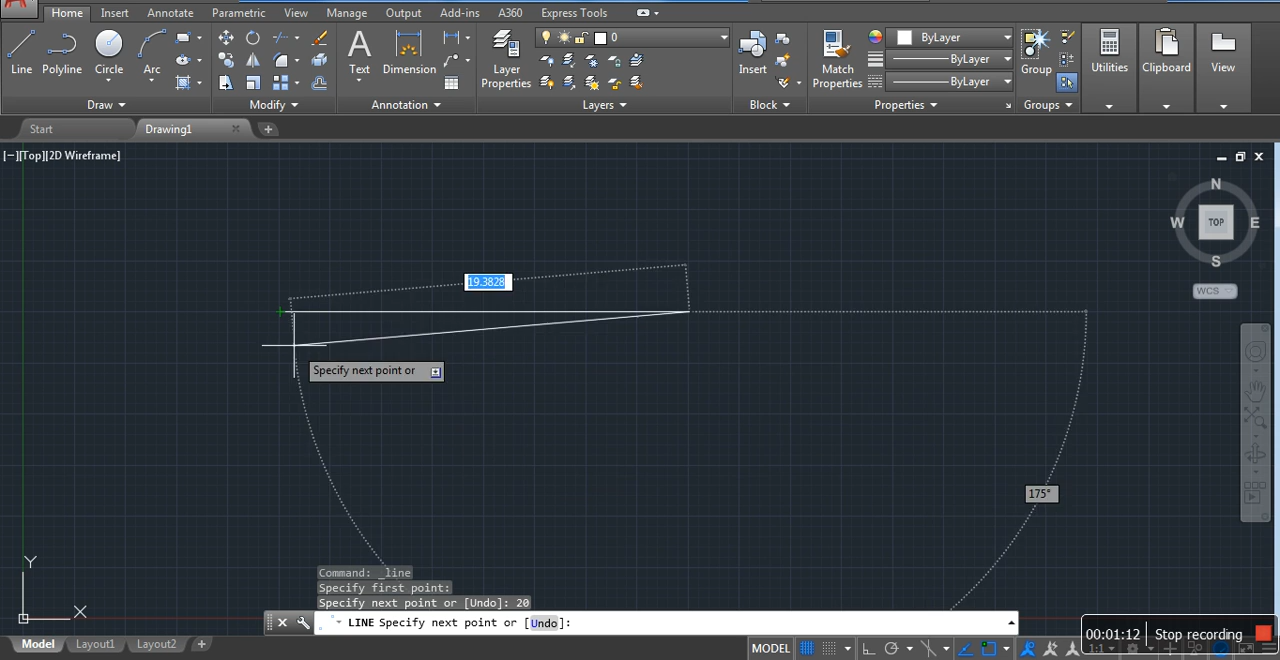 Home Insert Annotate Parametric View Manage Output Add-ins A360 Express Tools
Line Polyline Circle Arc
Draw
Modify
Text Dimension
Annotation
Layer Properties
0
Layers
Insert
Block
Match Properties
ByLayer
ByLayer
ByLayer
Properties
Group
Groups
Utilities
Clipboard
View
Start Drawing1
[−][Top][2D Wireframe]
N
W TOP E
S
WCS
19.3828
Specify next point or
175°
Y
X
Command: _line
Specify first point:
Specify next point or [Undo]: 20
LINE Specify next point or [Undo]:
Model Layout1 Layout2 +
MODEL
1:1
00:01:12 Stop recording